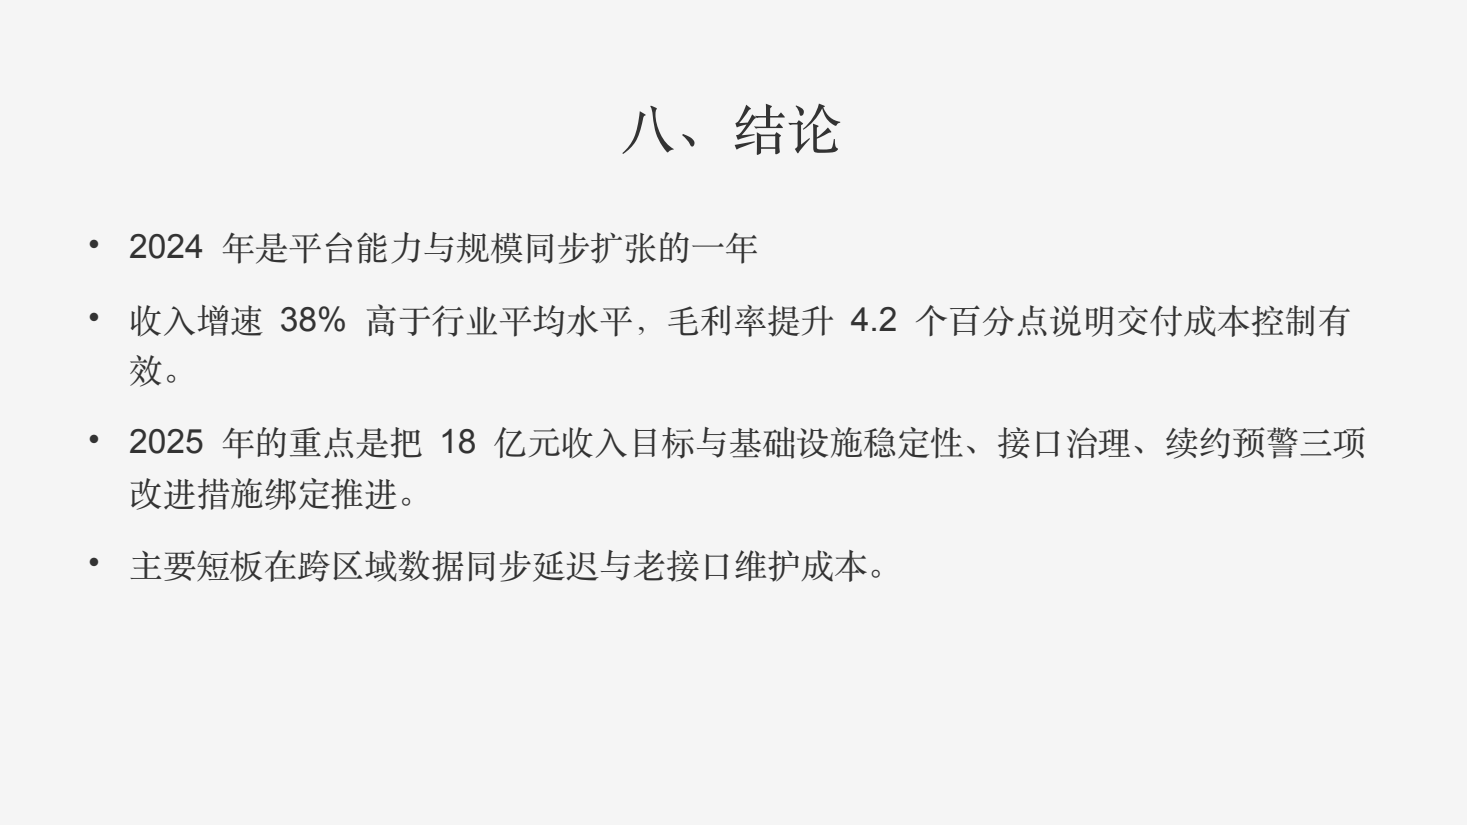 八、结论
• 2024 年是平台能力与规模同步扩张的一年
• 收入增速 38% 高于行业平均水平，毛利率提升 4.2 个百分点说明交付成本控制有
效。
• 2025 年的重点是把 18 亿元收入目标与基础设施稳定性、接口治理、续约预警三项
改进措施绑定推进。
• 主要短板在跨区域数据同步延迟与老接口维护成本。